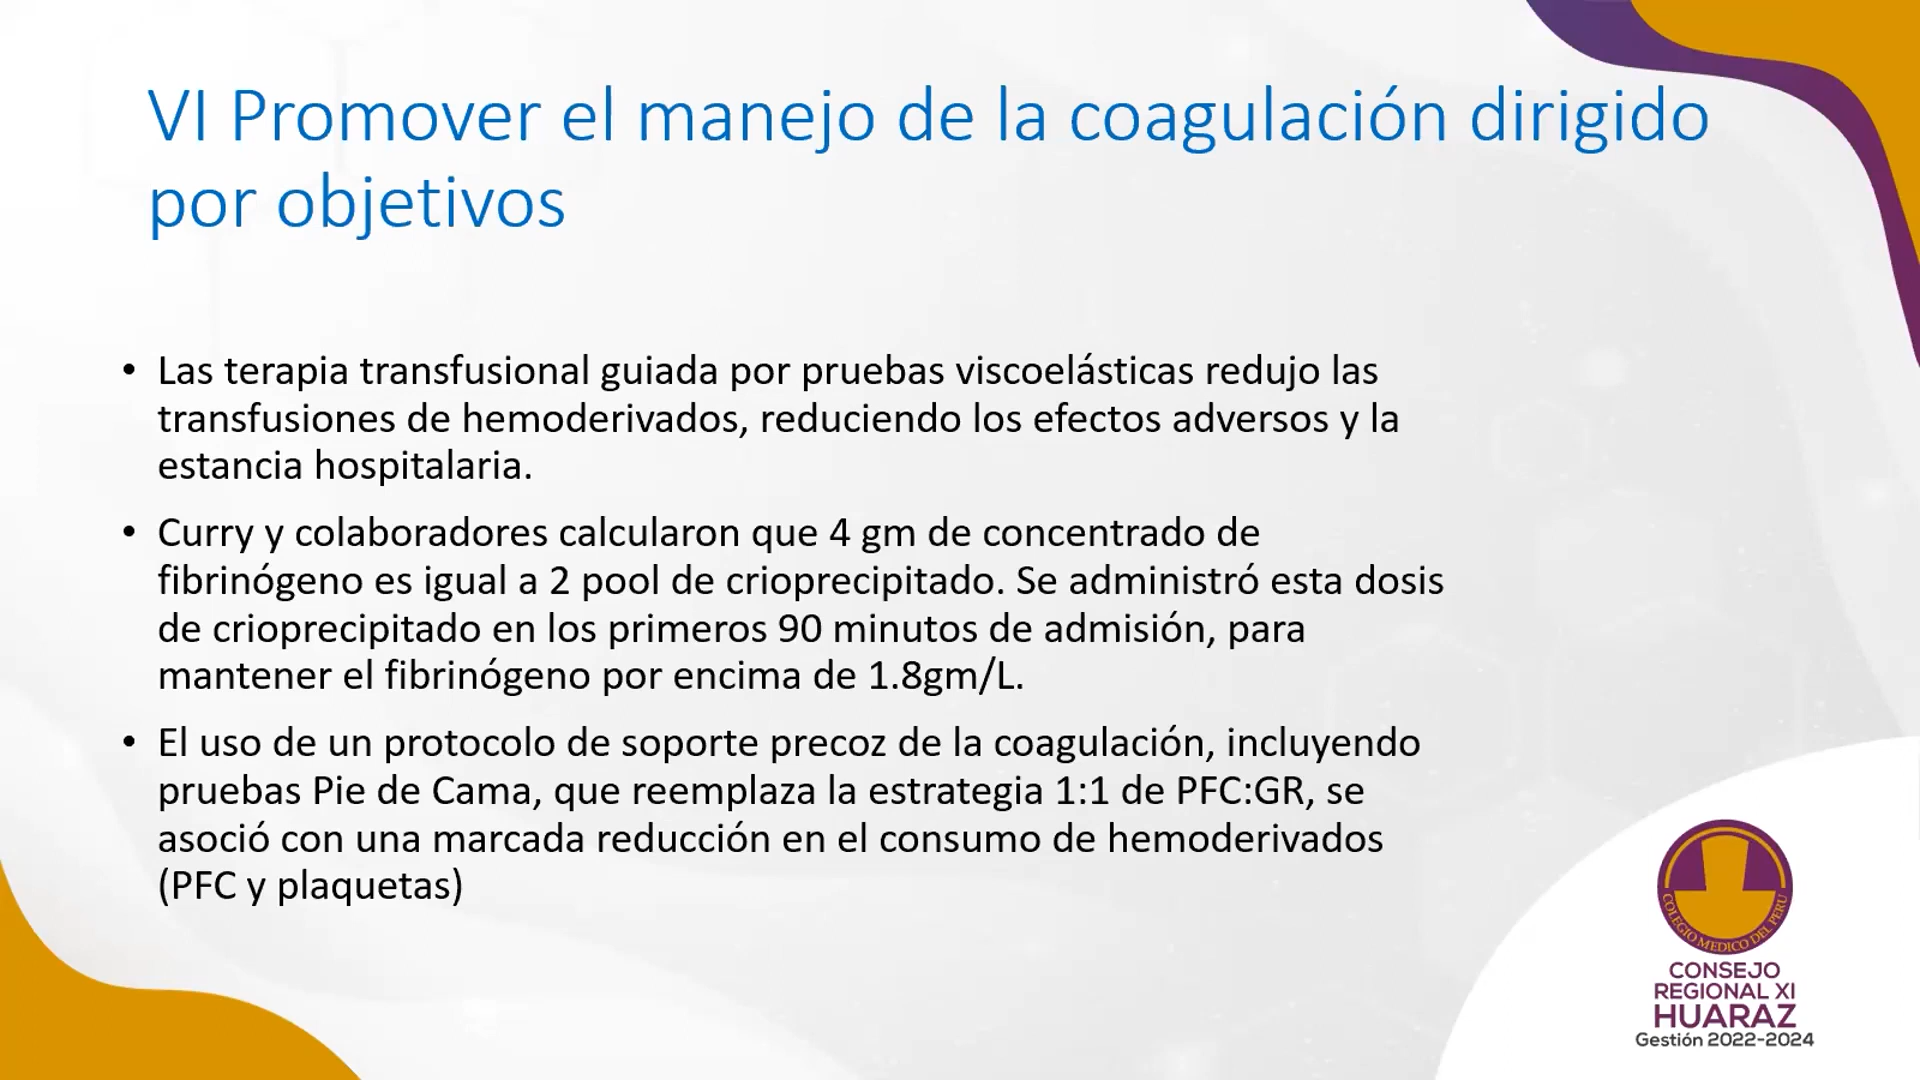 VI Promover el manejo de la coagulación dirigido
por objetivos
• Las terapia transfusional guiada por pruebas viscoelásticas redujo las
transfusiones de hemoderivados, reduciendo los efectos adversos y la
estancia hospitalaria.
• Curry y colaboradores calcularon que 4 gm de concentrado de
fibrinógeno es igual a 2 pool de crioprecipitado. Se administró esta dosis
de crioprecipitado en los primeros 90 minutos de admisión, para
mantener el fibrinógeno por encima de 1.8gm/L.
• El uso de un protocolo de soporte precoz de la coagulación, incluyendo
pruebas Pie de Cama, que reemplaza la estrategia 1:1 de PFC:GR, se
asoció con una marcada reducción en el consumo de hemoderivados
(PFC y plaquetas)
COLEGIO MEDICO DEL PERU
CONSEJO
REGIONAL XI
HUARAZ
Gestión 2022-2024